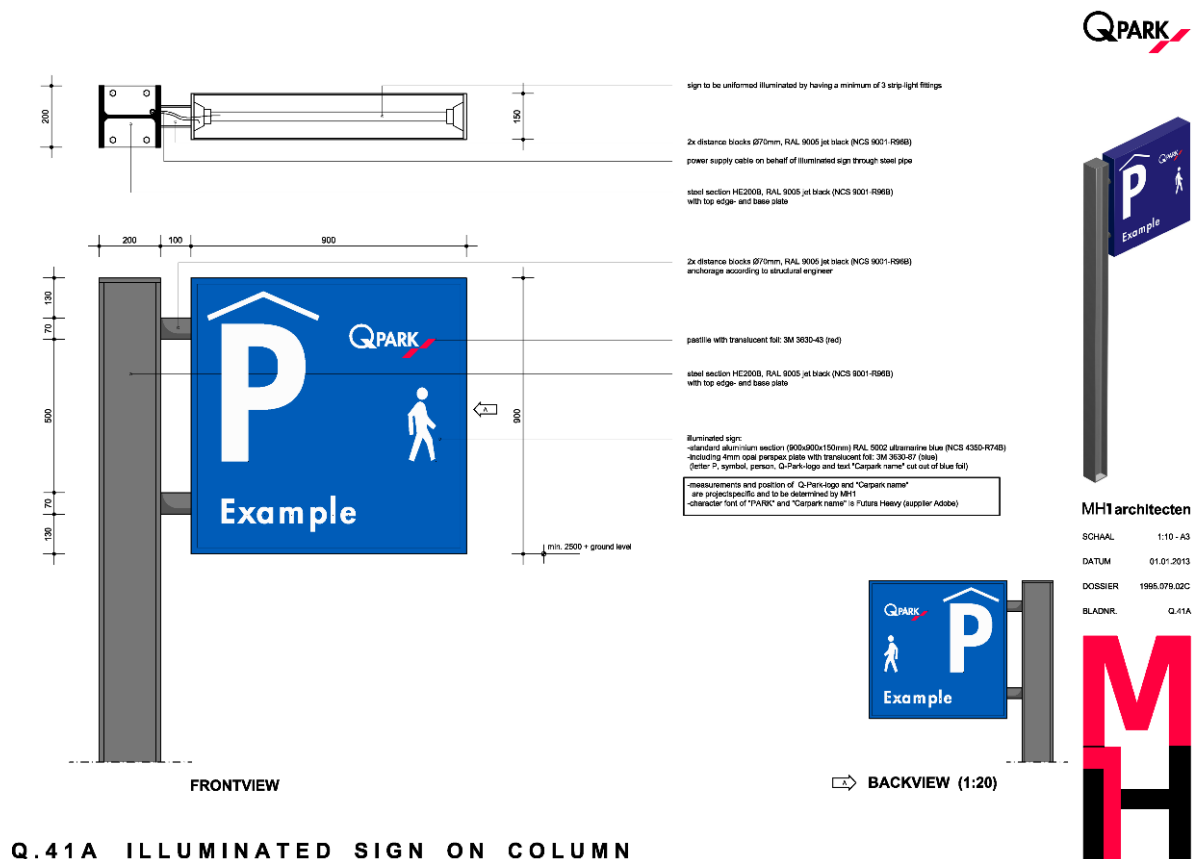 QPARK
sign to be uniformed illuminated by having a minimum of 3 strip-light fittings
200
150
2x distance blocks Ø70mm, RAL 9005 jet black (NCS 9001-R96B)
power supply cable on behalf of illuminated sign through steel pipe
steel section HE200B, RAL 9005 jet black (NCS 9001-R96B)
with top edge- and base plate
P
QPARK
Example
200
100
900
2x distance blocks Ø70mm, RAL 9005 jet black (NCS 9001-R96B)
anchorage according to structural engineer
130
70
500
70
130
P
QPARK
Example
A
900
pastille with translucent foil: 3M 3630-43 (red)
steel section HE200B, RAL 9005 jet black (NCS 9001-R96B)
with top edge- and base plate
illuminated sign:
-standard aluminium section (900x900x150mm) RAL 5002 ultramarine blue (NCS 4350-R74B)
-including 4mm opal perspex plate with translucent foil: 3M 3630-87 (blue)
(letter P, symbol, person, Q-Park-logo and text "Carpark name" cut out of blue foil)
-measurements and position of Q-Park-logo and "Carpark name"
are projectspecific and to be determined by MH1
-character font of "PARK" and "Carpark name" is Futura Heavy (supplier Adobe)
min. 2500 + ground level
MH1 architecten
SCHAAL 1:10 - A3
DATUM 01.01.2013
DOSSIER 1995.079.02C
BLADNR. Q.41A
QPARK
P
Example
FRONTVIEW
A BACKVIEW (1:20)
MH1
Q.41A ILLUMINATED SIGN ON COLUMN